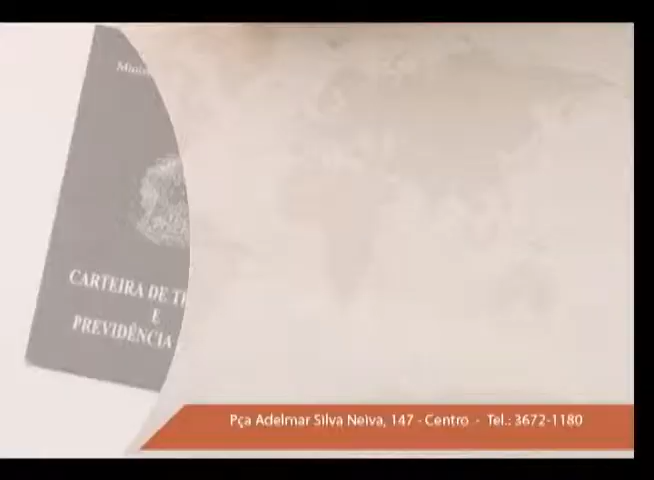 CARTEIRA DE
E
PREVIDÊNCIA
Pça Adelmar Silva Neiva, 147 - Centro - Tel.: 3672-1180